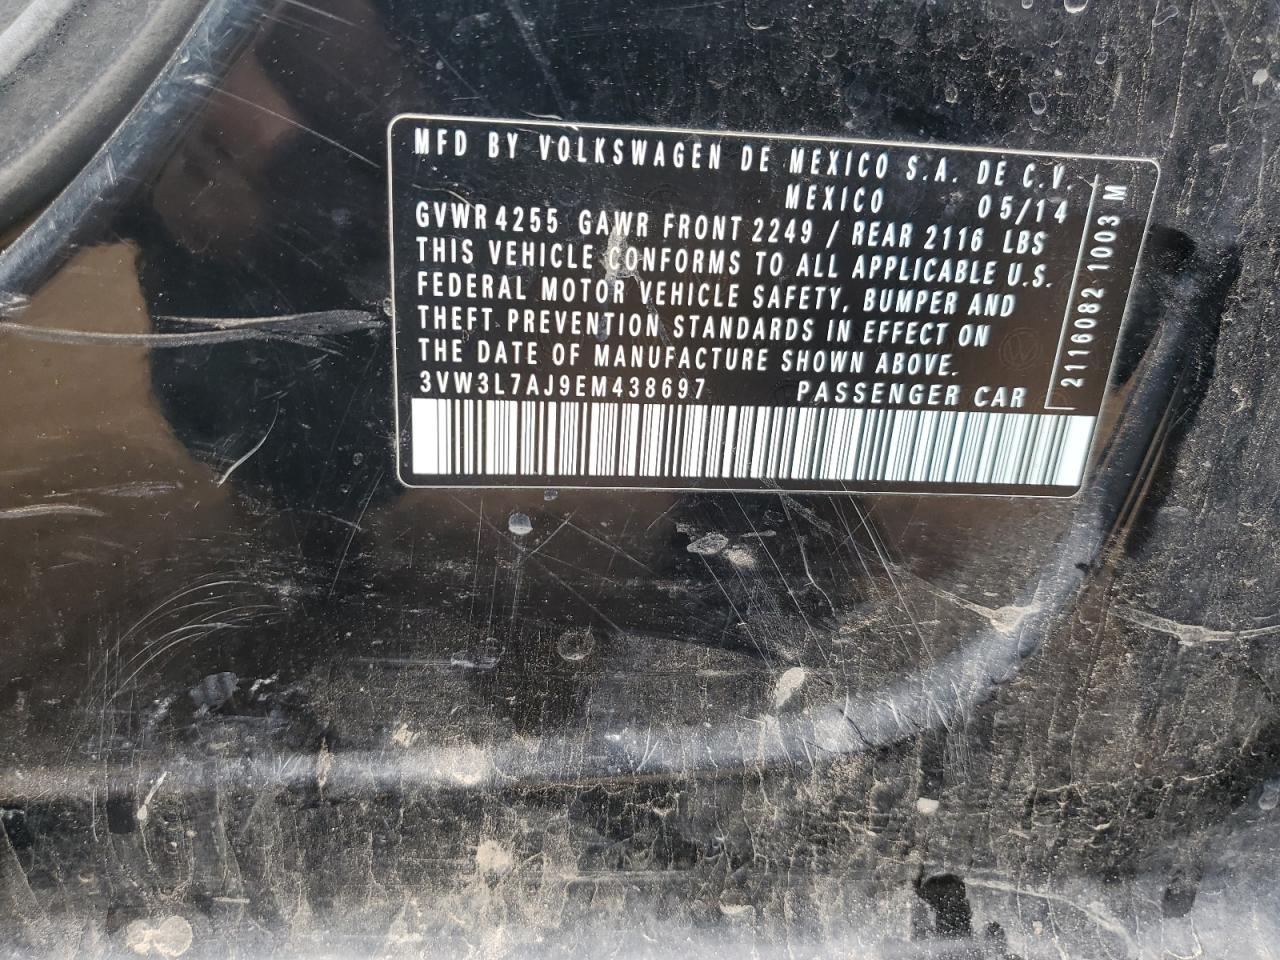 MFD BY VOLKSWAGEN DE MEXICO S.A. DE C.V.
MEXICO 05/14
GVWR 4255 GAWR FRONT 2249 / REAR 2116 LBS
THIS VEHICLE CONFORMS TO ALL APPLICABLE U.S.
FEDERAL MOTOR VEHICLE SAFETY, BUMPER AND
THEFT PREVENTION STANDARDS IN EFFECT ON
THE DATE OF MANUFACTURE SHOWN ABOVE.
3VW3L7AJ9EM438697 PASSENGER CAR
2116082 1003 M